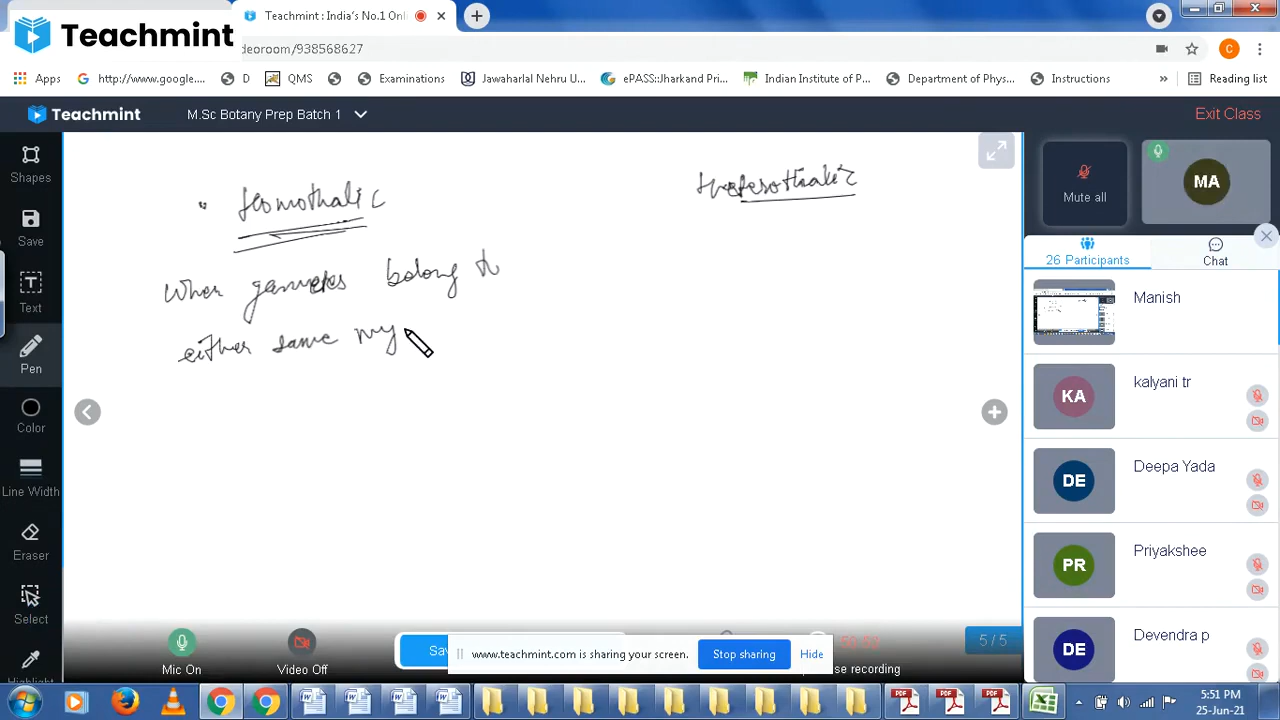 Teachmint : India's No.1 Onl
Teachmint
deoroom/938568627
Apps
http://www.google....
D
QMS
Examinations
Jawaharlal Nehru U...
ePASS::Jharkand Pri...
Indian Institute of P...
Department of Phys...
Instructions
»
Reading list
Teachmint
M.Sc Botany Prep Batch 1
Exit Class
Shapes
Save
Text
Pen
Color
Line Width
Eraser
Select
Highlight
Homothalic
Heterothalic
When gametes belong to
either same my
Mute all
MA
26 Participants
Chat
Manish
KA
kalyani tr
DE
Deepa Yada
PR
Priyakshee
DE
Devendra p
Mic On
Video Off
Sav
www.teachmint.com is sharing your screen.
Stop sharing
Hide
se recording
5/5
5:51 PM
25-Jun-21